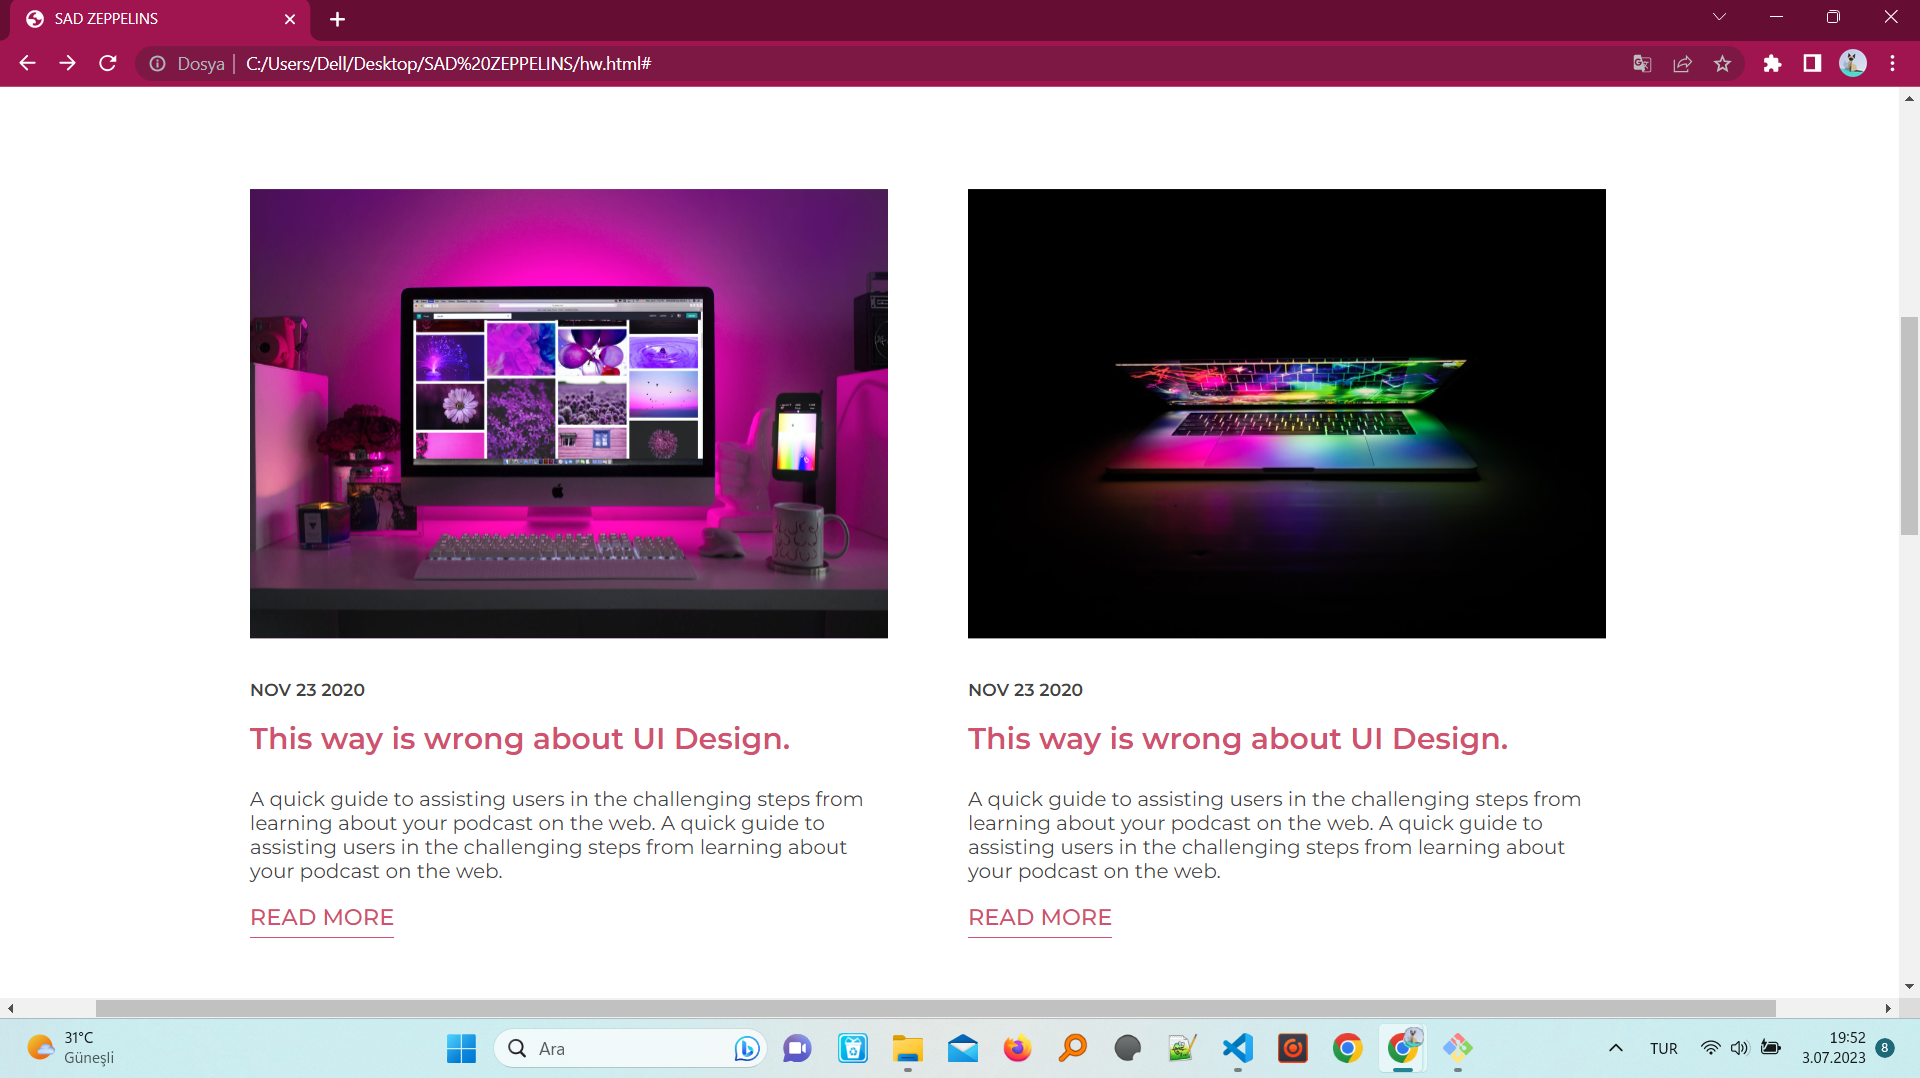 SAD ZEPPELINS
Dosya | C:/Users/Dell/Desktop/SAD%20ZEPPELINS/hw.html#
NOV 23 2020
This way is wrong about UI Design.
A quick guide to assisting users in the challenging steps from
learning about your podcast on the web. A quick guide to
assisting users in the challenging steps from learning about
your podcast on the web.
READ MORE
NOV 23 2020
This way is wrong about UI Design.
A quick guide to assisting users in the challenging steps from
learning about your podcast on the web. A quick guide to
assisting users in the challenging steps from learning about
your podcast on the web.
READ MORE
31°C
Güneşli
Ara
TUR
19:52
3.07.2023
8